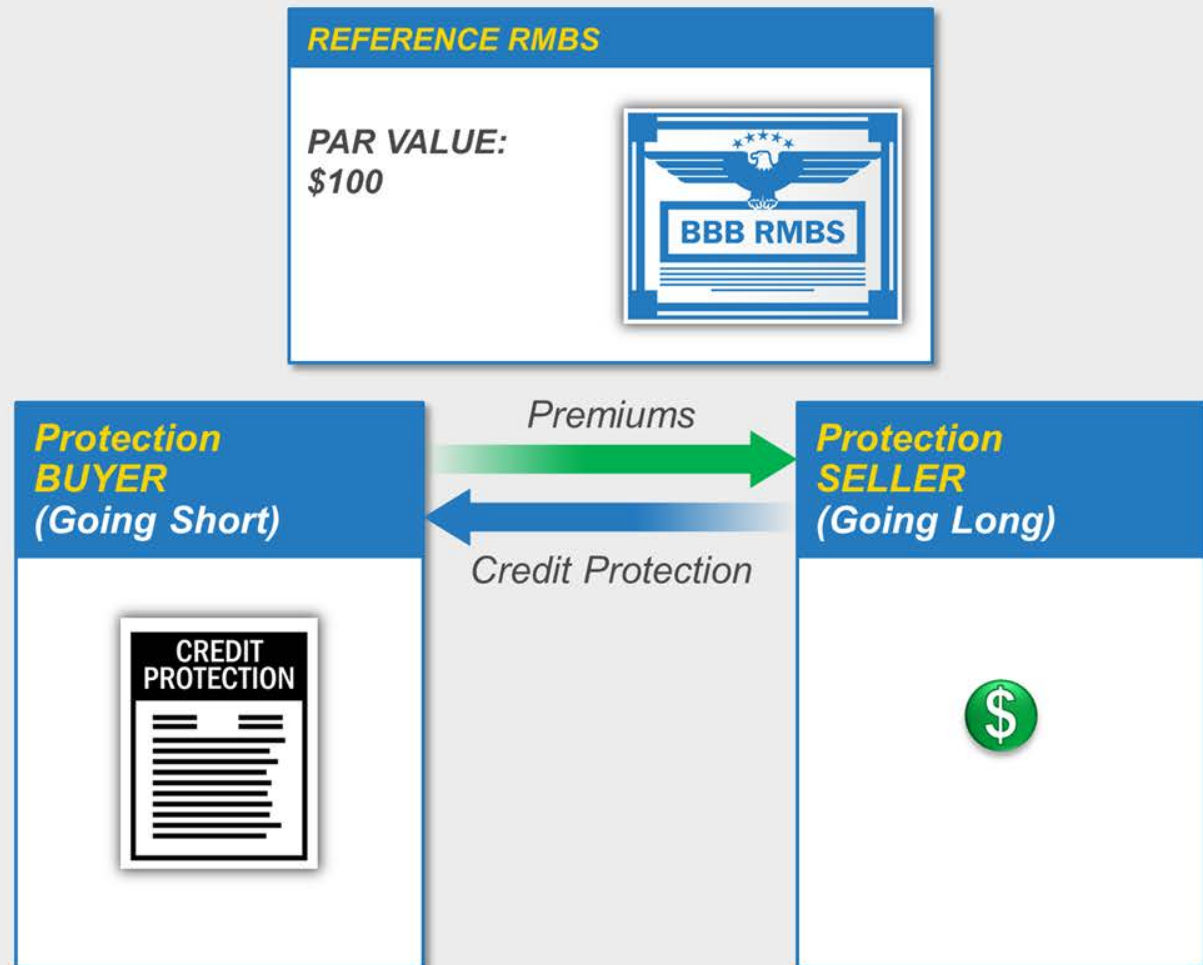 REFERENCE RMBS
PAR VALUE:
$100
BBB RMBS
Premiums
Protection
BUYER
(Going Short)
Protection
SELLER
(Going Long)
Credit Protection
CREDIT
PROTECTION
$